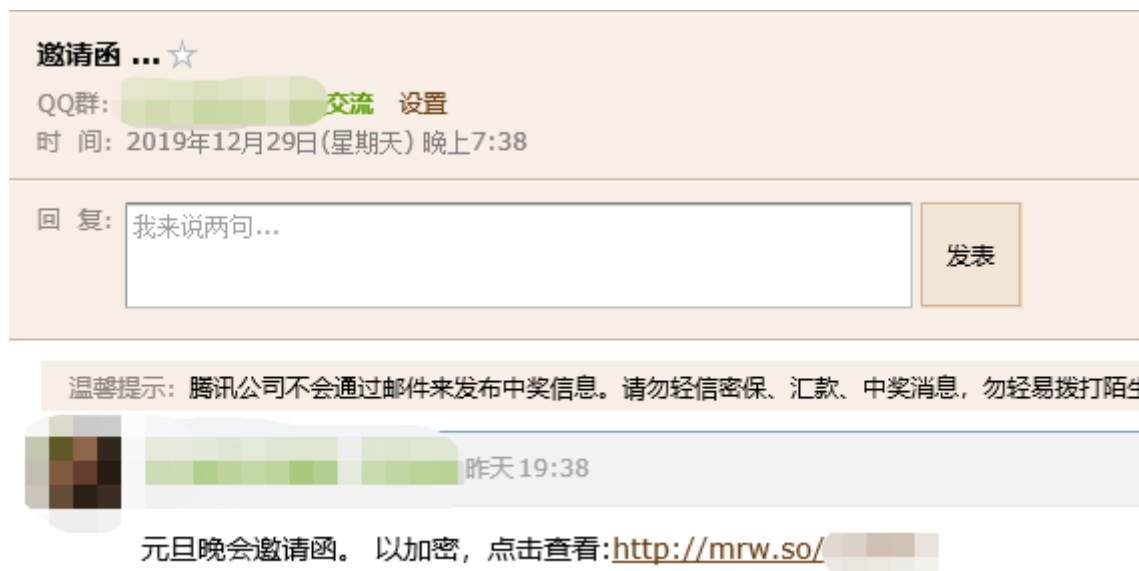 邀请函 ... ☆
QQ群: 交流 设置
时 间: 2019年12月29日(星期天) 晚上7:38
回 复: 我来说两句...
发表
温馨提示: 腾讯公司不会通过邮件来发布中奖信息。请勿轻信密保、汇款、中奖消息，勿轻易拨打陌
昨天 19:38
元旦晚会邀请函。 以加密，点击查看:http://mrw.so/